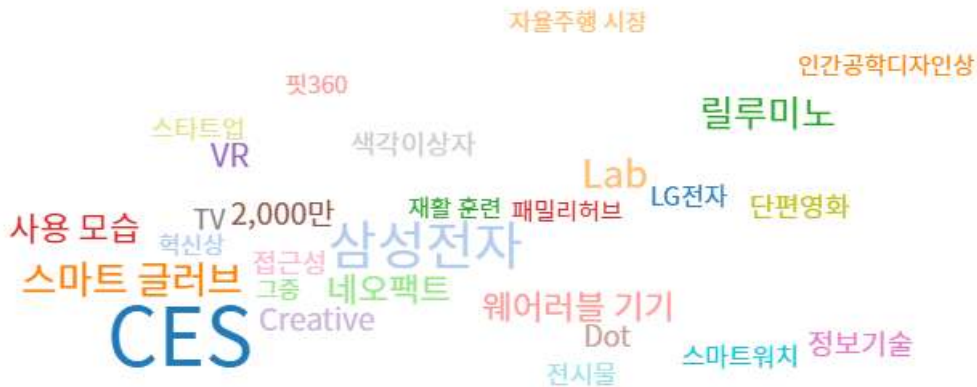 자율주행 시장
인간공학디자인상
핏360
릴루미노
스타트업
색각이상자
VR
Lab
LG전자
단편영화
재활 훈련
패밀리허브
TV
2,000만
사용 모습
혁신상
삼성전자
접근성
스마트 글러브
그중
네오팩트
웨어러블 기기
CES
Creative
Dot
정보기술
스마트워치
전시물